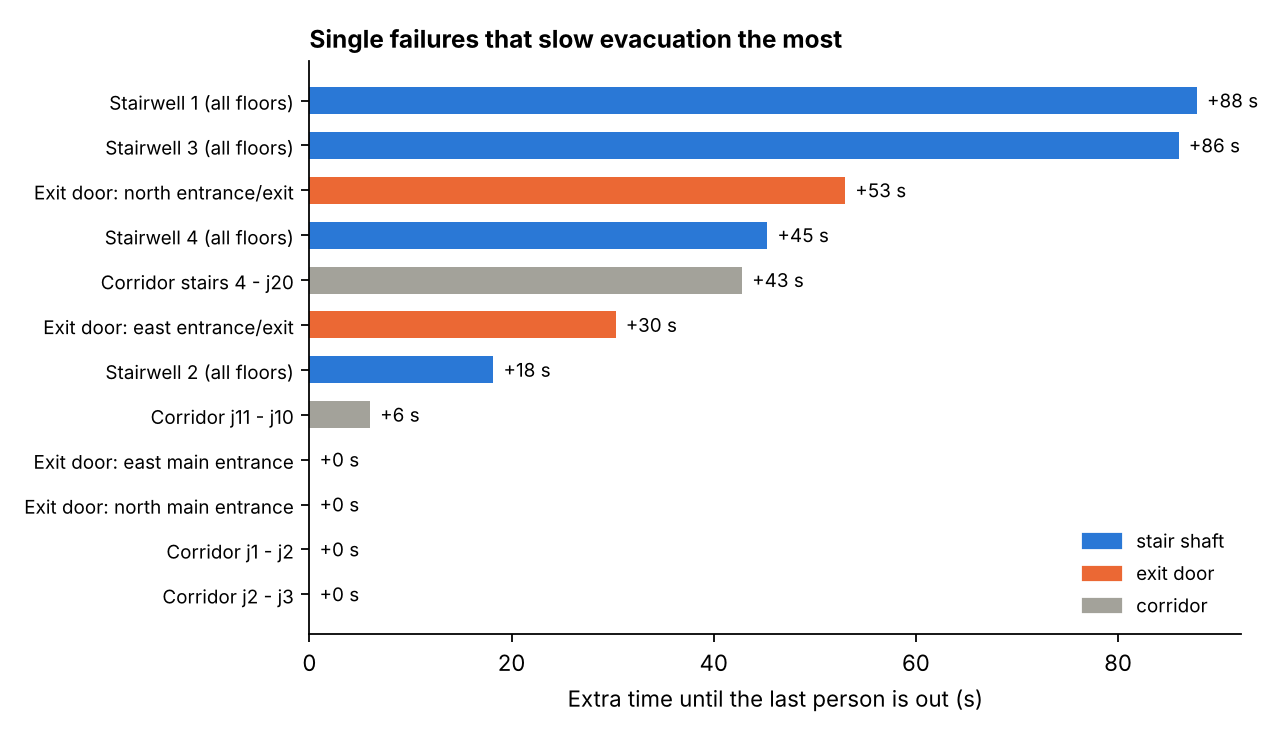 Single failures that slow evacuation the most
Stairwell 1 (all floors) +88 s
Stairwell 3 (all floors) +86 s
Exit door: north entrance/exit +53 s
Stairwell 4 (all floors) +45 s
Corridor stairs 4 - j20 +43 s
Exit door: east entrance/exit +30 s
Stairwell 2 (all floors) +18 s
Corridor j11 - j10 +6 s
Exit door: east main entrance +0 s
Exit door: north main entrance +0 s
Corridor j1 - j2 +0 s
Corridor j2 - j3 +0 s
stair shaft
exit door
corridor
0 20 40 60 80
Extra time until the last person is out (s)